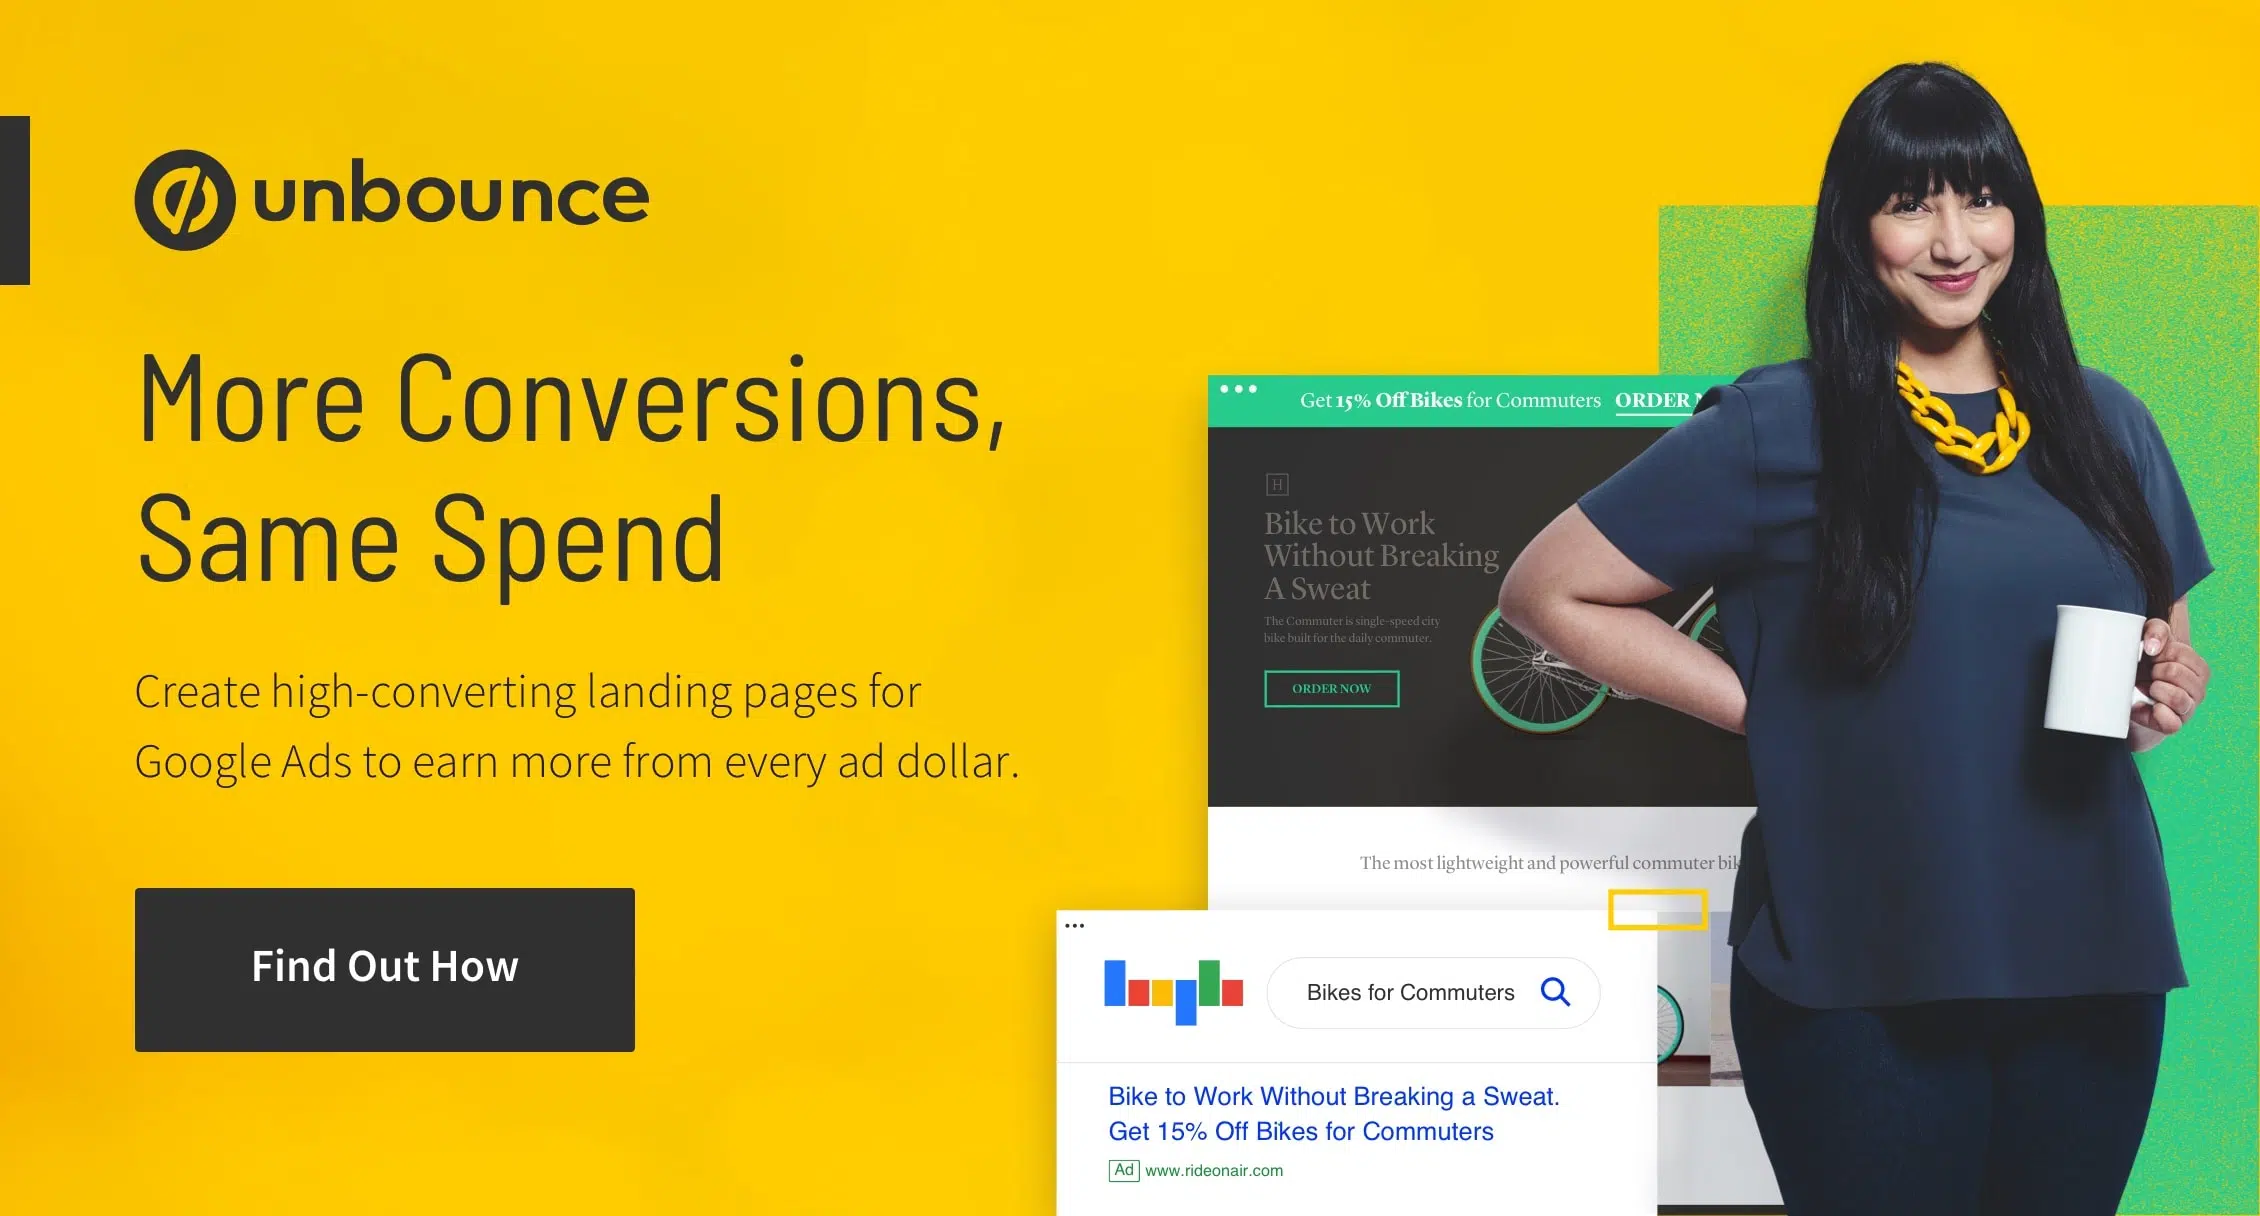 unbounce
More Conversions,
Same Spend
Create high-converting landing pages for
Google Ads to earn more from every ad dollar.
Find Out How
Get 15% Off Bikes for Commuters ORDER
H
Bike to Work
Without Breaking
A Sweat
The Commuter is single-speed city
bike built for the daily commuter.
ORDER NOW
The most lightweight and powerful commuter
Bikes for Commuters
Bike to Work Without Breaking a Sweat.
Get 15% Off Bikes for Commuters
Ad www.rideonair.com